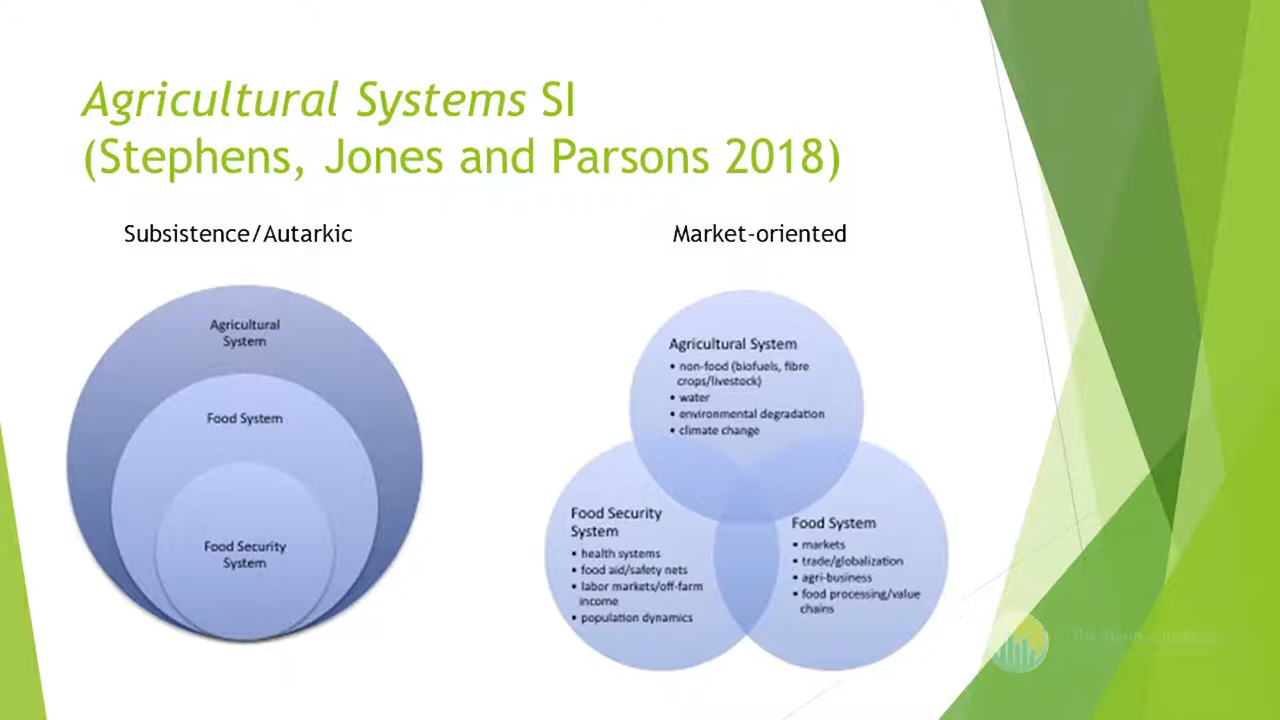 Agricultural Systems SI
(Stephens, Jones and Parsons 2018)
Subsistence/Autarkic
Agricultural
System
Food System
Food Security
System
Market-oriented
Agricultural System
• non-food (biofuels, fibre
crops/livestock)
• water
• environmental degradation
• climate change
Food Security
System
• health systems
• food aid/safety nets
• labor markets/off-farm
income
• population dynamics
Food System
• markets
• trade/globalization
• agri-business
• food processing/value
chains